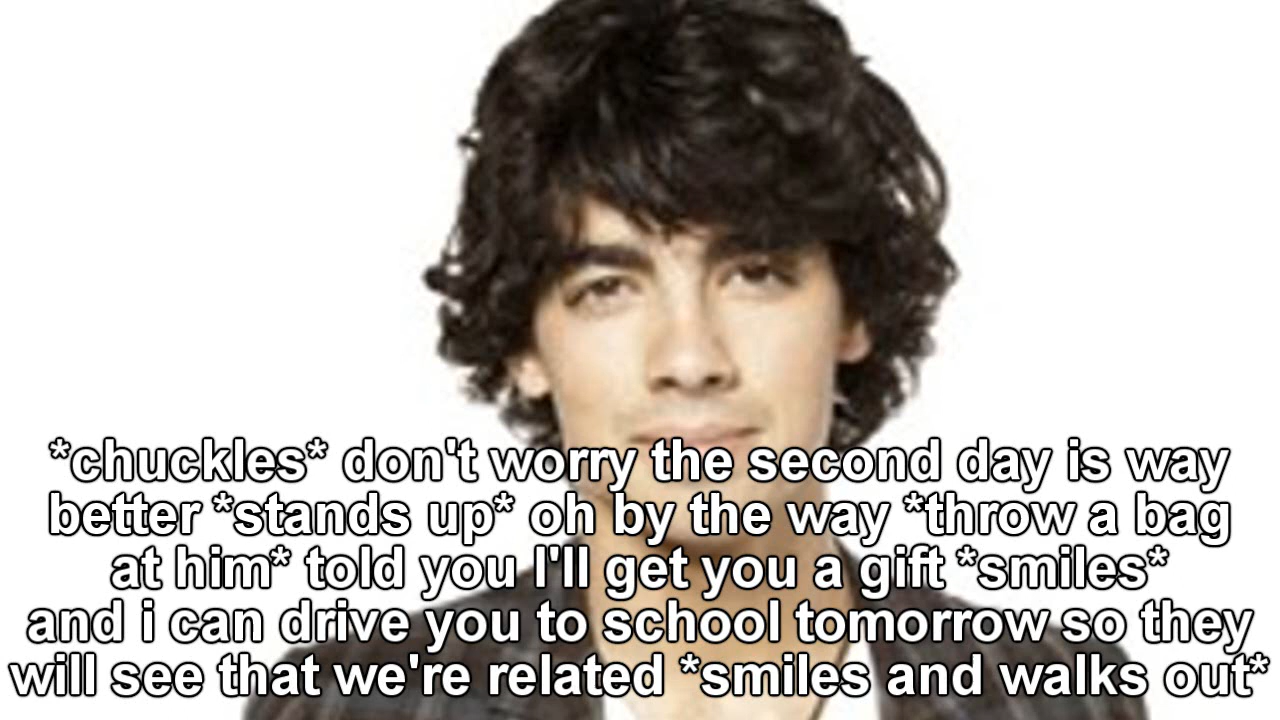 *chuckles* don't worry the second day is way
better *stands up* oh by the way *throw a bag
at him* told you I'll get you a gift *smiles*
and i can drive you to school tomorrow so they
will see that we're related *smiles and walks out*